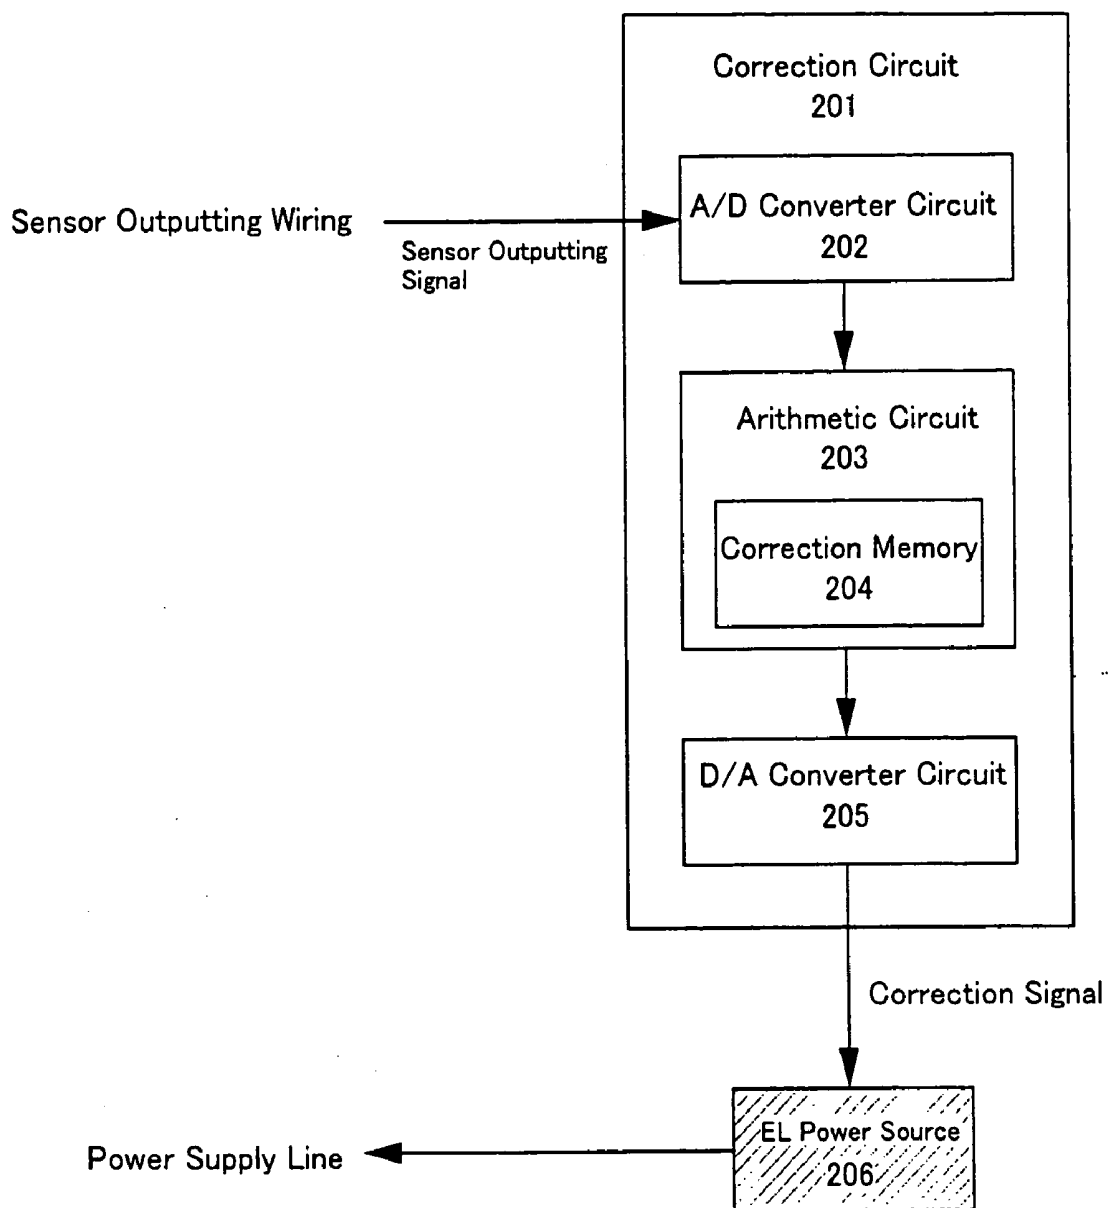 Correction Circuit
201
A/D Converter Circuit
202
Sensor Outputting Wiring
Sensor Outputting
Signal
Arithmetic Circuit
203
Correction Memory
204
D/A Converter Circuit
205
Correction Signal
EL Power Source
206
Power Supply Line